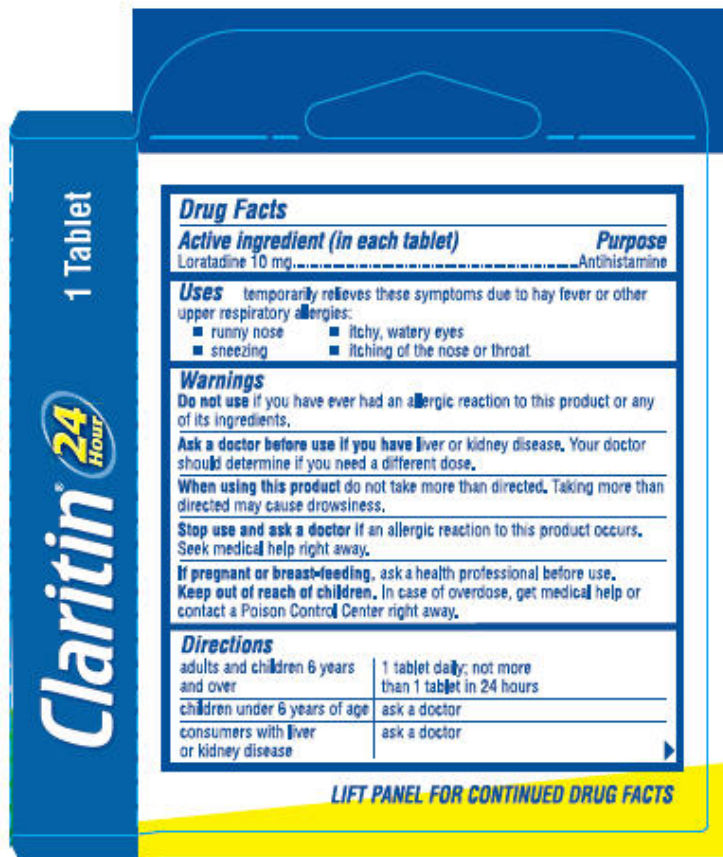 1 Tablet
Claritin® 24 Hour
Drug Facts
Active ingredient (in each tablet) Purpose
Loratadine 10 mg..........Antihistamine
Uses temporarily relieves these symptoms due to hay fever or other
upper respiratory allergies:
■ runny nose ■ itchy, watery eyes
■ sneezing ■ itching of the nose or throat
Warnings
Do not use if you have ever had an allergic reaction to this product or any
of its ingredients.
Ask a doctor before use if you have liver or kidney disease. Your doctor
should determine if you need a different dose.
When using this product do not take more than directed. Taking more than
directed may cause drowsiness.
Stop use and ask a doctor if an allergic reaction to this product occurs.
Seek medical help right away.
If pregnant or breast-feeding, ask a health professional before use.
Keep out of reach of children. In case of overdose, get medical help or
contact a Poison Control Center right away.
Directions
adults and children 6 years 1 tablet daily; not more
and over than 1 tablet in 24 hours
children under 6 years of age ask a doctor
consumers with liver ask a doctor
or kidney disease
LIFT PANEL FOR CONTINUED DRUG FACTS